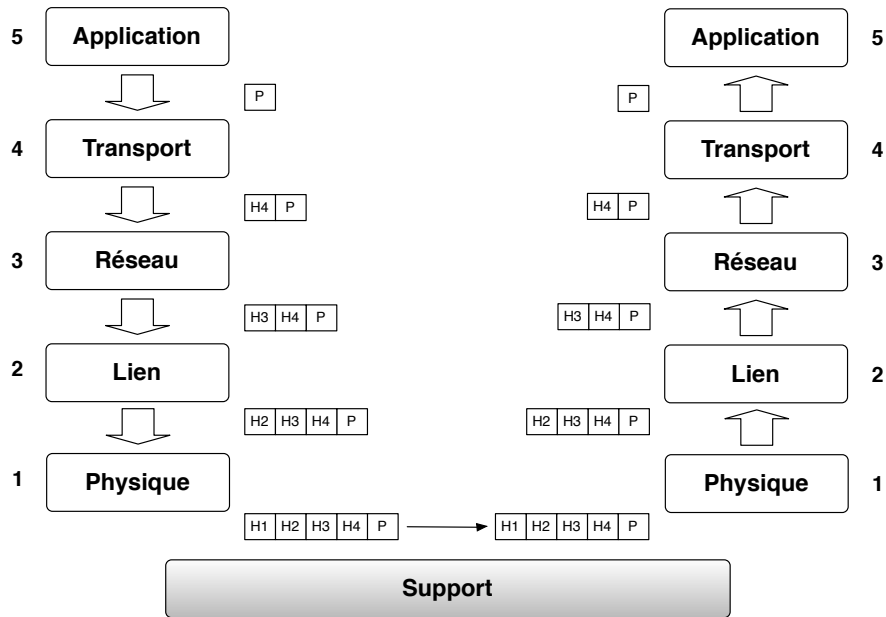 5 Application Application 5
P P
4 Transport Transport 4
H4 P H4 P
3 Réseau Réseau 3
H3 H4 P H3 H4 P
2 Lien Lien 2
H2 H3 H4 P H2 H3 H4 P
1 Physique Physique 1
H1 H2 H3 H4 P H1 H2 H3 H4 P
Support